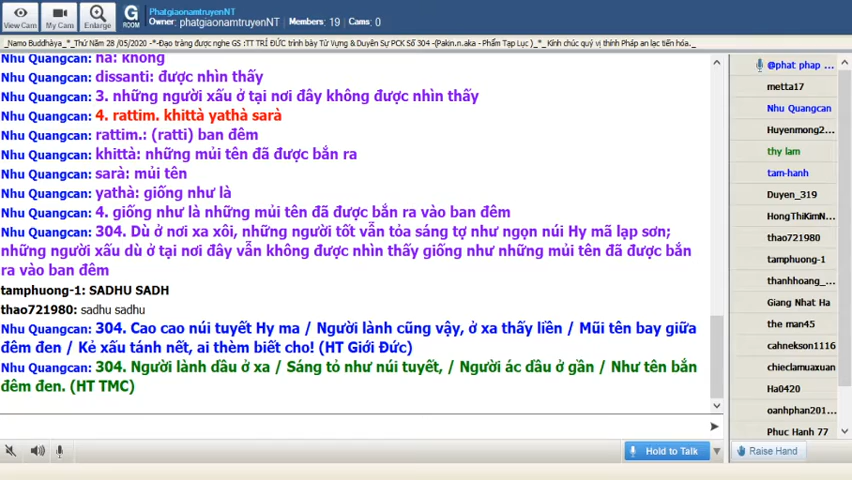 View Cam
My Cam
Enlarge
G
ROOM
PhatgiaonamtruyenNT
Owner: phatgiaonamtruyenNT Members: 19 Cams: 0
_Namo Buddhàya _*_Thứ Năm 28 /05/2020 -*-Đạo tràng được nghe GS :TT TRÍ ĐỨC trình bày Từ Vựng & Duyên Sự PCK Số 304 -(Pakin.n.aka - Phẩm Tạp Lục )_*_ Kính chúc quý vị thính Pháp an lạc tiến hóa._
Nhu Quangcan: na: không
Nhu Quangcan: dissanti: được nhìn thấy
Nhu Quangcan: 3. những người xấu ở tại nơi đây không được nhìn thấy
Nhu Quangcan: 4. rattim. khittà yathà sarà
Nhu Quangcan: rattim.: (ratti) ban đêm
Nhu Quangcan: khittà: những mủi tên đã được bắn ra
Nhu Quangcan: sarà: mủi tên
Nhu Quangcan: yathà: giống như là
Nhu Quangcan: 4. giống như là những mủi tên đã được bắn ra vào ban đêm
Nhu Quangcan: 304. Dù ở nơi xa xôi, những người tốt vẫn tỏa sáng tợ như ngọn núi Hy mã lạp sơn;
những người xấu dù ở tại nơi đây vẫn không được nhìn thấy giống như những mủi tên đã được bắn
ra vào ban đêm
tamphuong-1: SADHU SADH
thao721980: sadhu sadhu
Nhu Quangcan: 304. Cao cao núi tuyết Hy ma / Người lành cũng vậy, ở xa thấy liền / Mũi tên bay giữa
đêm đen / Kẻ xấu tánh nết, ai thèm biết cho! (HT Giới Đức)
Nhu Quangcan: 304. Người lành dầu ở xa / Sáng tỏ như núi tuyết, / Người ác dầu ở gần / Như tên bắn
đêm đen. (HT TMC)
Hold to Talk
@phat phap ...
metta17
Nhu Quangcan
Huyenmong2...
thy lam
tam-hanh
Duyen_319
HongThiKimN...
thao721980
tamphuong-1
thanhhoang_...
Giang Nhat Ha
the man45
cahnekson1116
chieclamuaxuan
Ha0420
oanhphan201...
Phuc Hanh 77
Raise Hand